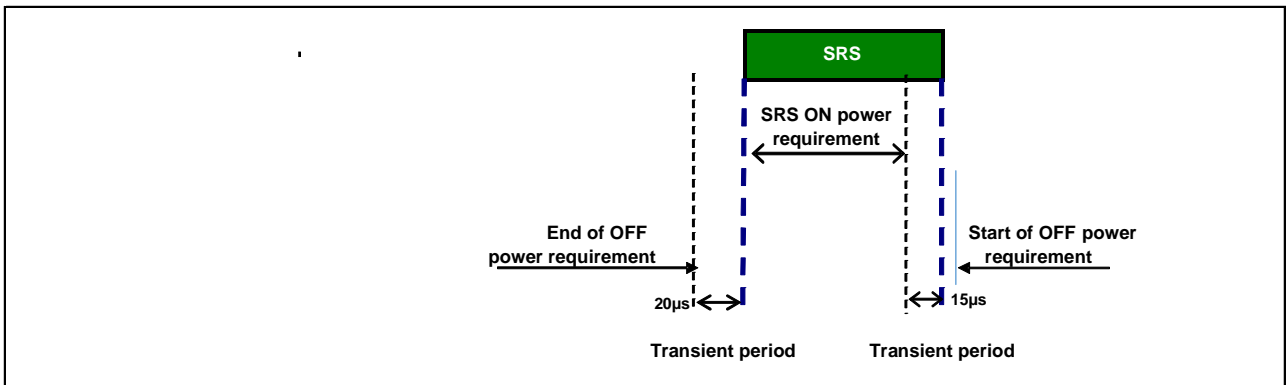 SRS
SRS ON power
requirement
End of OFF
power requirement
Start of OFF power
requirement
20µs
15µs
Transient period
Transient period